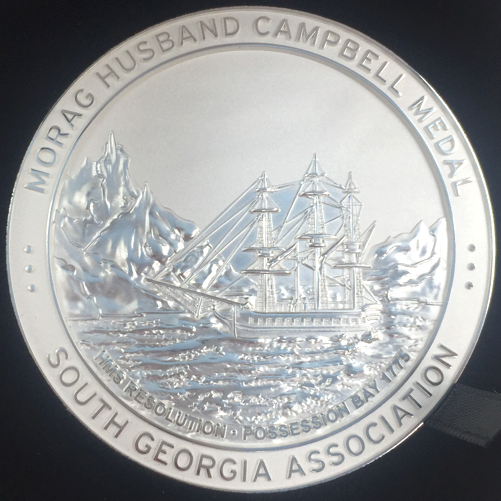 MORAG HUSBAND CAMPBELL MEDAL
HMS RESOLUTION · POSSESSION BAY 1775
SOUTH GEORGIA ASSOCIATION